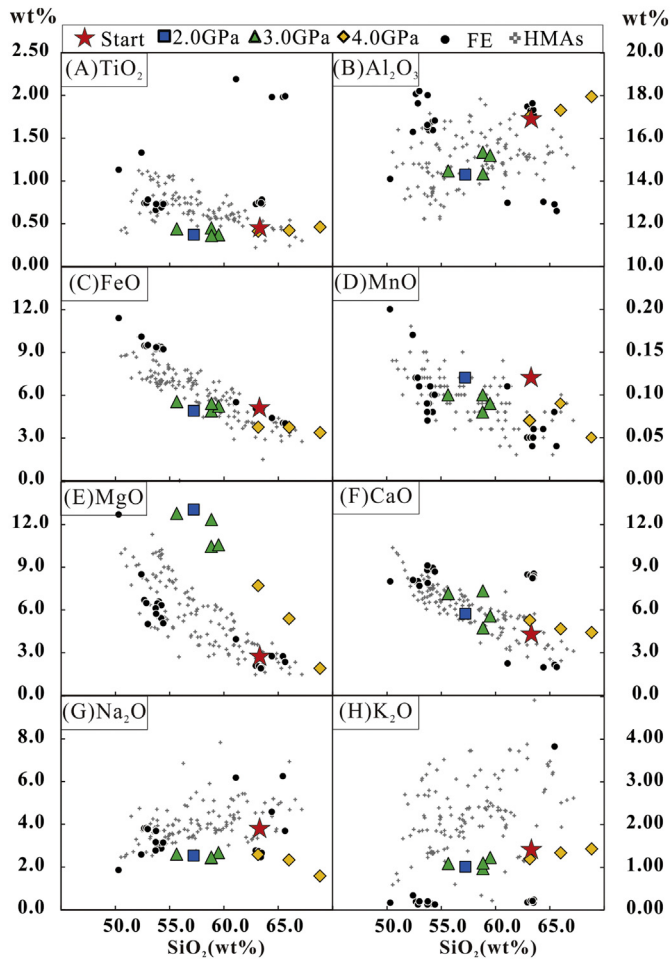 wt% Start 2.0GPa 3.0GPa 4.0GPa FE HMAs wt%
2.50 (A)TiO₂ (B)Al₂O₃ 20.0
2.00 18.0
1.50 16.0
1.00 14.0
0.50 12.0
0.00 10.0
(C)FeO (D)MnO
12.0 0.20
9.0 0.15
6.0 0.10
3.0 0.05
0.0 0.00
(E)MgO (F)CaO
12.0 12.0
9.0 9.0
6.0 6.0
3.0 3.0
0.0 0.0
(G)Na₂O (H)K₂O
8.0 4.00
6.0 3.00
4.0 2.00
2.0 1.00
0.0 0.00
50.0 55.0 60.0 65.0 50.0 55.0 60.0 65.0
SiO₂(wt%) SiO₂(wt%)